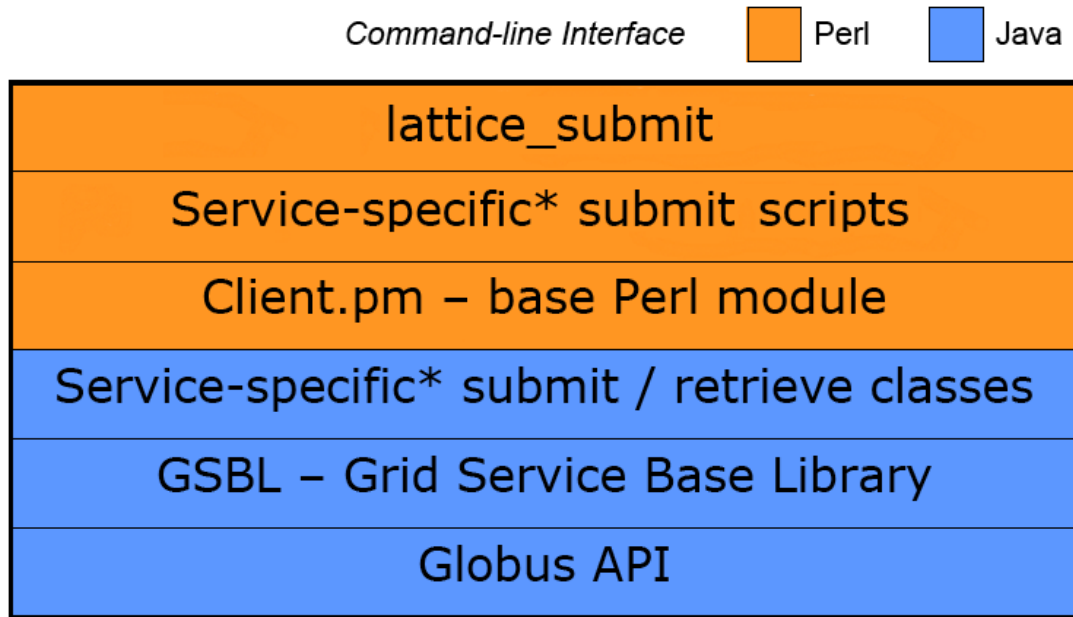 Command-line Interface Perl Java
lattice_submit
Service-specific* submit scripts
Client.pm – base Perl module
Service-specific* submit / retrieve classes
GSBL – Grid Service Base Library
Globus API